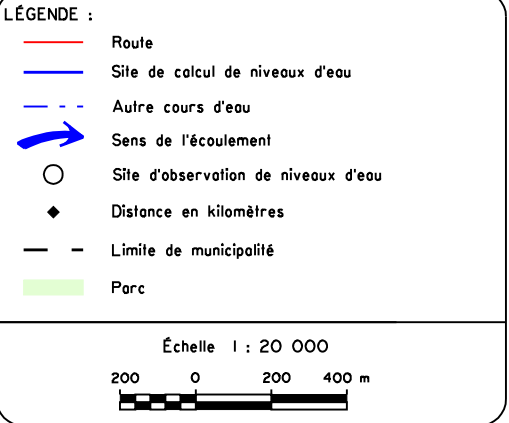 LÉGENDE :
Route
Site de calcul de niveaux d'eau
Autre cours d'eau
Sens de l'écoulement
Site d'observation de niveaux d'eau
Distance en kilomètres
Limite de municipalité
Parc
Échelle 1 : 20 000
200 0 200 400 m